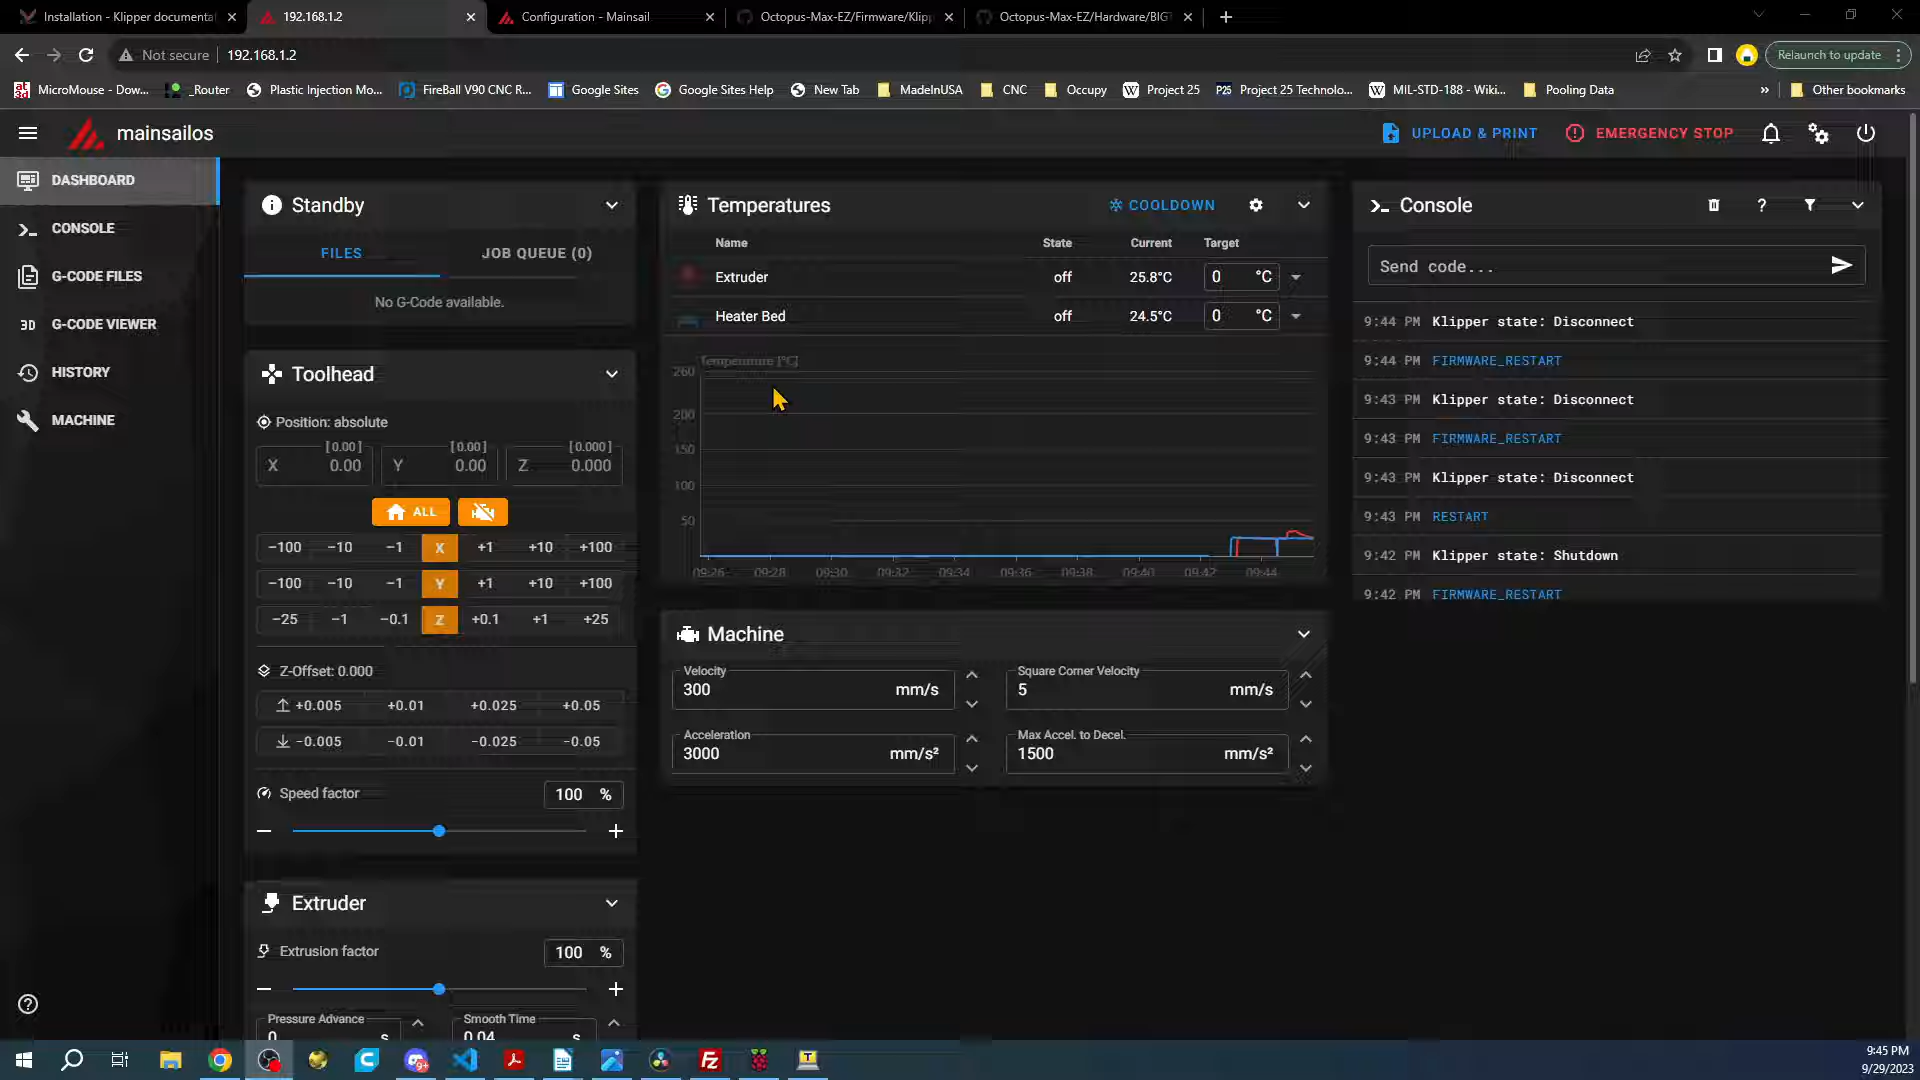 Installation - Klipper documenta
192.168.1.2
Configuration - Mainsail
Octopus-Max-EZ/Firmware/Klipp
Octopus-Max-EZ/Hardware/BIGT
Not secure
192.168.1.2
Relaunch to update
MicroMouse - Dow...
_Router
Plastic Injection Mo...
FireBall V90 CNC R...
Google Sites
Google Sites Help
New Tab
MadeInUSA
CNC
Occupy
Project 25
P25
Project 25 Technolo...
MIL-STD-188 - Wiki...
Pooling Data
»
Other bookmarks
mainsailos
UPLOAD & PRINT
EMERGENCY STOP
DASHBOARD
CONSOLE
G-CODE FILES
3D G-CODE VIEWER
HISTORY
MACHINE
Standby
FILES
JOB QUEUE (0)
No G-Code available.
Toolhead
Position: absolute
[0.00] [0.00] [0.000]
X 0.00 Y 0.00 Z 0.000
ALL
-100 -10 -1 X +1 +10 +100
-100 -10 -1 Y +1 +10 +100
-25 -1 -0.1 Z +0.1 +1 +25
Z-Offset: 0.000
+0.005 +0.01 +0.025 +0.05
-0.005 -0.01 -0.025 -0.05
Speed factor 100 %
Extruder
Extrusion factor 100 %
Pressure Advance Smooth Time
0 s 0.04 s
Temperatures
COOLDOWN
Name State Current Target
Extruder off 25.8°C 0 °C
Heater Bed off 24.5°C 0 °C
Temperature [°C]
260
200
150
100
50
09:26 09:28 09:30 09:32 09:34 09:36 09:38 09:40 09:42 09:44
Machine
Velocity
300 mm/s
Square Corner Velocity
5 mm/s
Acceleration
3000 mm/s²
Max Accel. to Decel.
1500 mm/s²
Console
Send code...
9:44 PM Klipper state: Disconnect
9:44 PM FIRMWARE_RESTART
9:43 PM Klipper state: Disconnect
9:43 PM FIRMWARE_RESTART
9:43 PM Klipper state: Disconnect
9:43 PM RESTART
9:42 PM Klipper state: Shutdown
9:42 PM FIRMWARE_RESTART
9:45 PM
9/29/2023